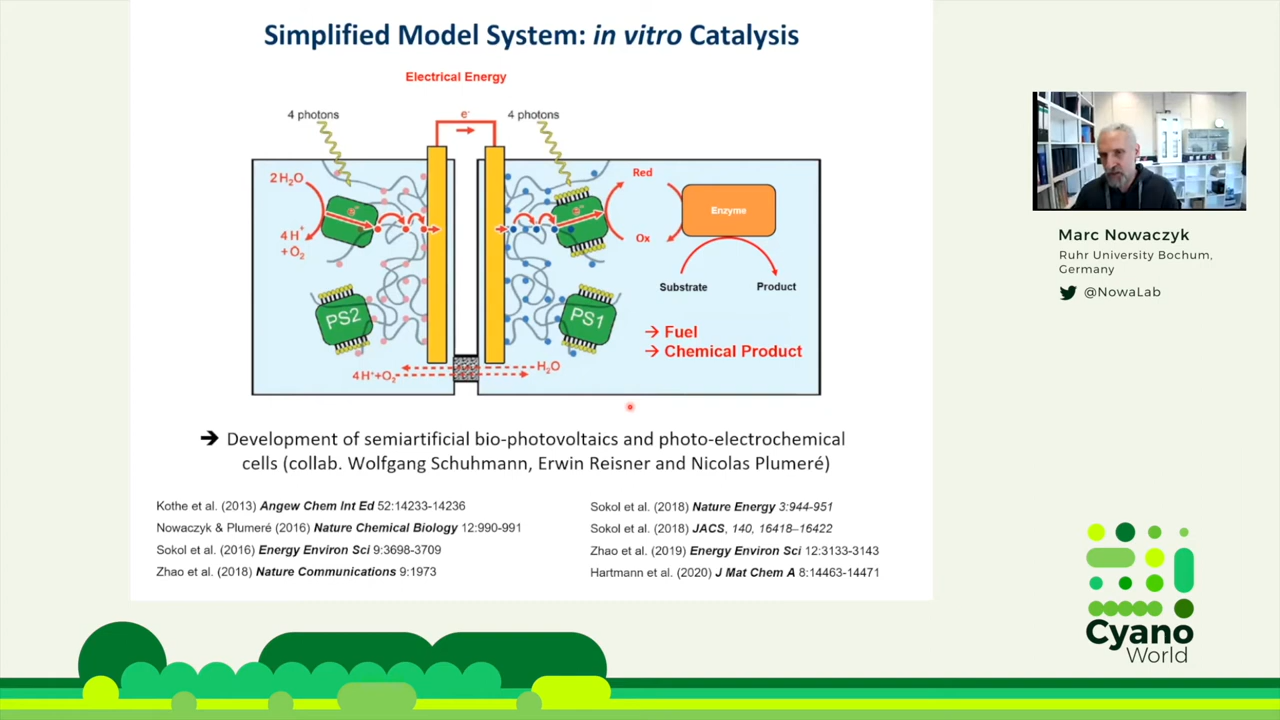 Simplified Model System: in vitro Catalysis
Electrical Energy
4 photons
e-
4 photons
2H₂O
4H⁺
+O₂
e-
e-
Red
Ox
Enzyme
Substrate
Product
PS2
PS1
→ Fuel
→ Chemical Product
4H⁺+O₂
H₂O
➔ Development of semiartificial bio-photovoltaics and photo-electrochemical
cells (collab. Wolfgang Schuhmann, Erwin Reisner and Nicolas Plumeré)
Kothe et al. (2013) Angew Chem Int Ed 52:14233-14236
Nowaczyk & Plumeré (2016) Nature Chemical Biology 12:990-991
Sokol et al. (2016) Energy Environ Sci 9:3698-3709
Zhao et al. (2018) Nature Communications 9:1973
Sokol et al. (2018) Nature Energy 3:944-951
Sokol et al. (2018) JACS, 140, 16418–16422
Zhao et al. (2019) Energy Environ Sci 12:3133-3143
Hartmann et al. (2020) J Mat Chem A 8:14463-14471
Marc Nowaczyk
Ruhr University Bochum,
Germany
@NowaLab
Cyano
World